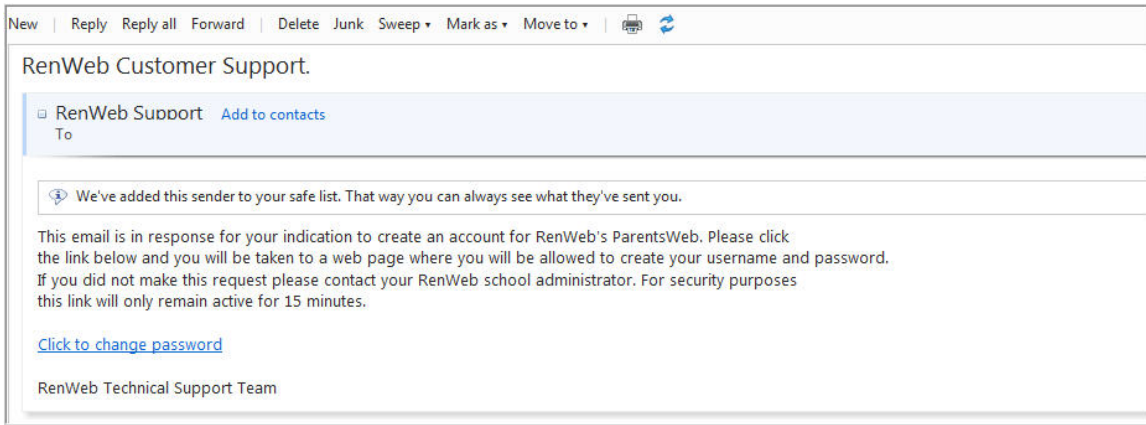 New | Reply Reply all Forward | Delete Junk Sweep ▾ Mark as ▾ Move to ▾ |
RenWeb Customer Support.
RenWeb Support Add to contacts
To
We've added this sender to your safe list. That way you can always see what they've sent you.
This email is in response for your indication to create an account for RenWeb's ParentsWeb. Please click
the link below and you will be taken to a web page where you will be allowed to create your username and password.
If you did not make this request please contact your RenWeb school administrator. For security purposes
this link will only remain active for 15 minutes.
Click to change password
RenWeb Technical Support Team